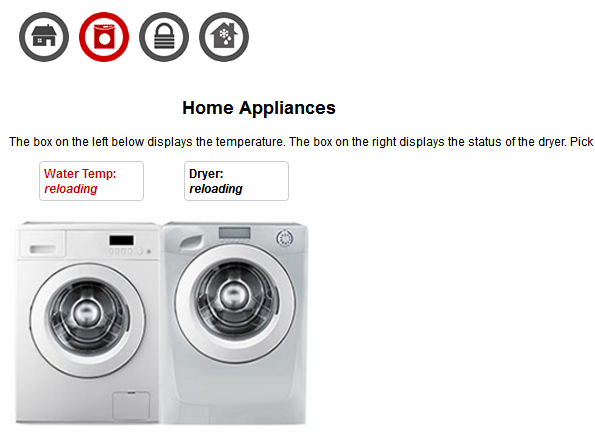 Home Appliances
The box on the left below displays the temperature. The box on the right displays the status of the dryer. Pick
Water Temp:
reloading
Dryer:
reloading